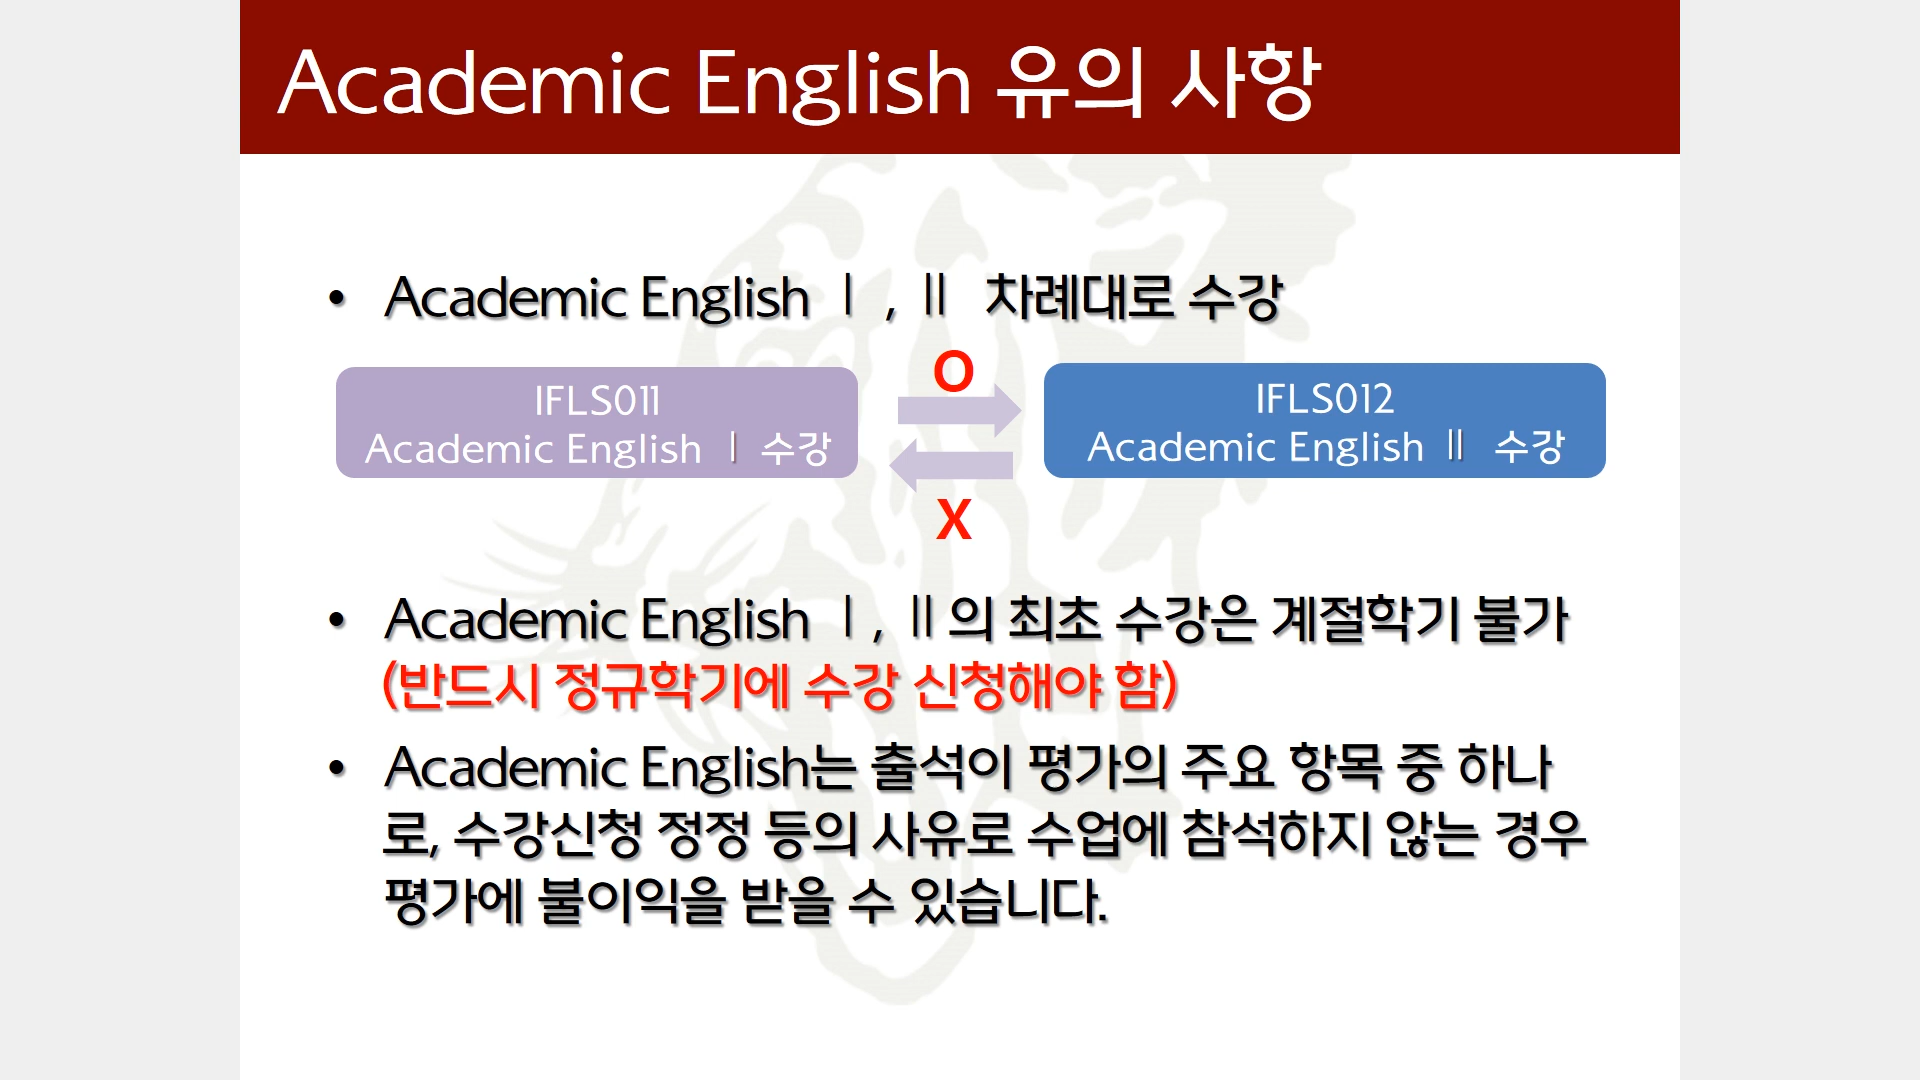 Academic English 유의 사항
• Academic English Ⅰ, Ⅱ 차례대로 수강
IFLS011
Academic English Ⅰ 수강
O
X
IFLS012
Academic English Ⅱ 수강
• Academic English Ⅰ, Ⅱ의 최초 수강은 계절학기 불가
(반드시 정규학기에 수강 신청해야 함)
• Academic English는 출석이 평가의 주요 항목 중 하나
로, 수강신청 정정 등의 사유로 수업에 참석하지 않는 경우
평가에 불이익을 받을 수 있습니다.